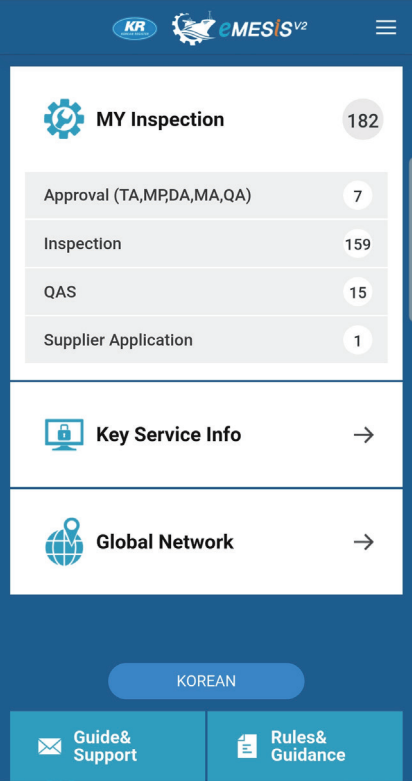 KR
eMESiS V2
MY Inspection
182
Approval (TA,MP,DA,MA,QA)
7
Inspection
159
QAS
15
Supplier Application
1
Key Service Info
Global Network
KOREAN
Guide&
Support
Rules&
Guidance